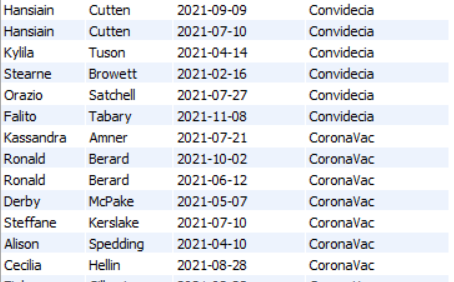 Hansiain Cutten 2021-09-09 Convidecia
Hansiain Cutten 2021-07-10 Convidecia
Kylila Tuson 2021-04-14 Convidecia
Stearne Browett 2021-02-16 Convidecia
Orazio Satchell 2021-07-27 Convidecia
Falito Tabary 2021-11-08 Convidecia
Kassandra Amner 2021-07-21 CoronaVac
Ronald Berard 2021-10-02 CoronaVac
Ronald Berard 2021-06-12 CoronaVac
Derby McPake 2021-05-07 CoronaVac
Steffane Kerslake 2021-07-10 CoronaVac
Alison Spedding 2021-04-10 CoronaVac
Cecilia Hellin 2021-08-28 CoronaVac